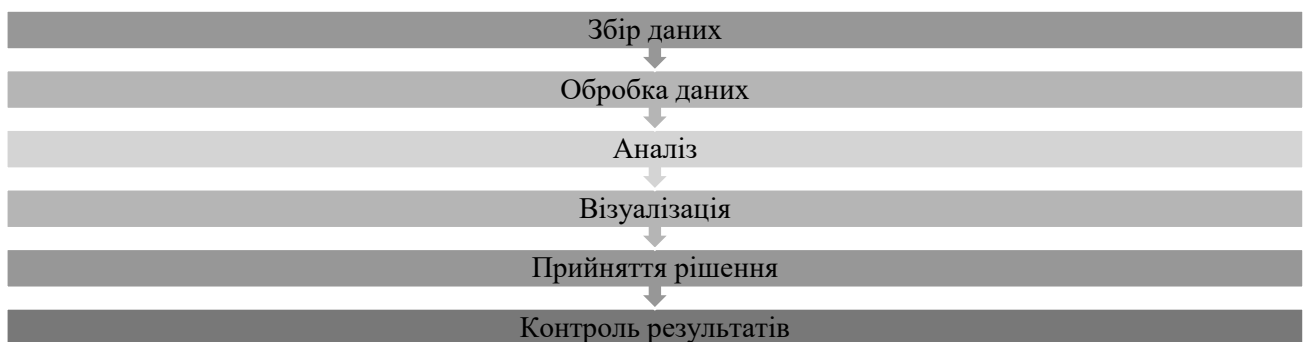 Збір даних
Обробка даних
Аналіз
Візуалізація
Прийняття рішення
Контроль результатів